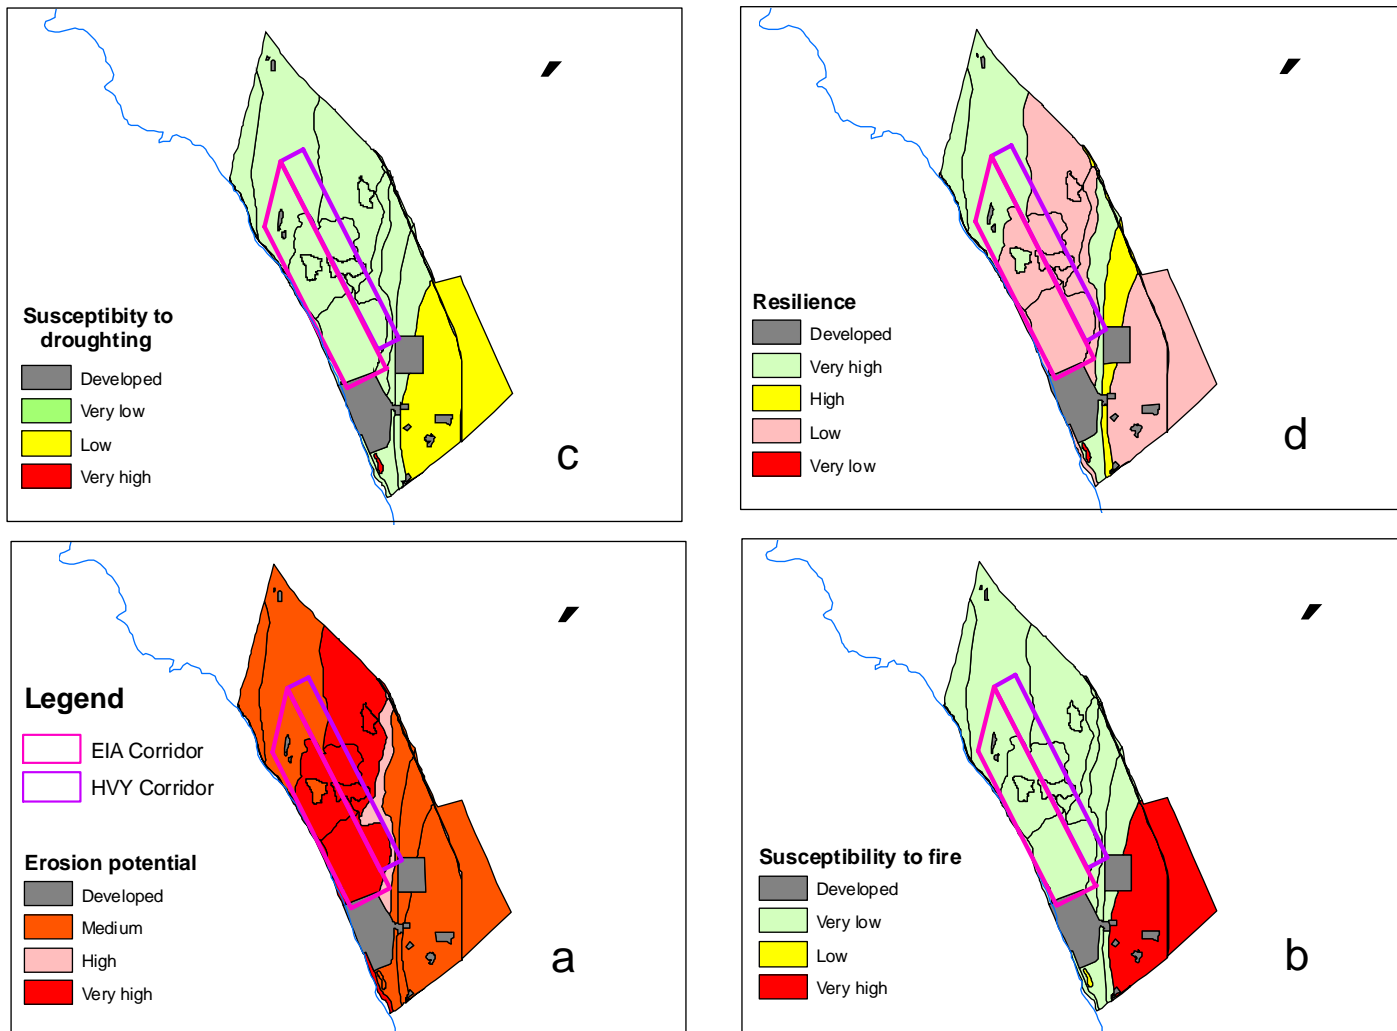 Susceptibity to
droughting
Developed
Very low
Low
Very high
c
Resilience
Developed
Very high
High
Low
Very low
d
Legend
EIA Corridor
HVY Corridor
Erosion potential
Developed
Medium
High
Very high
a
Susceptibility to fire
Developed
Very low
Low
Very high
b